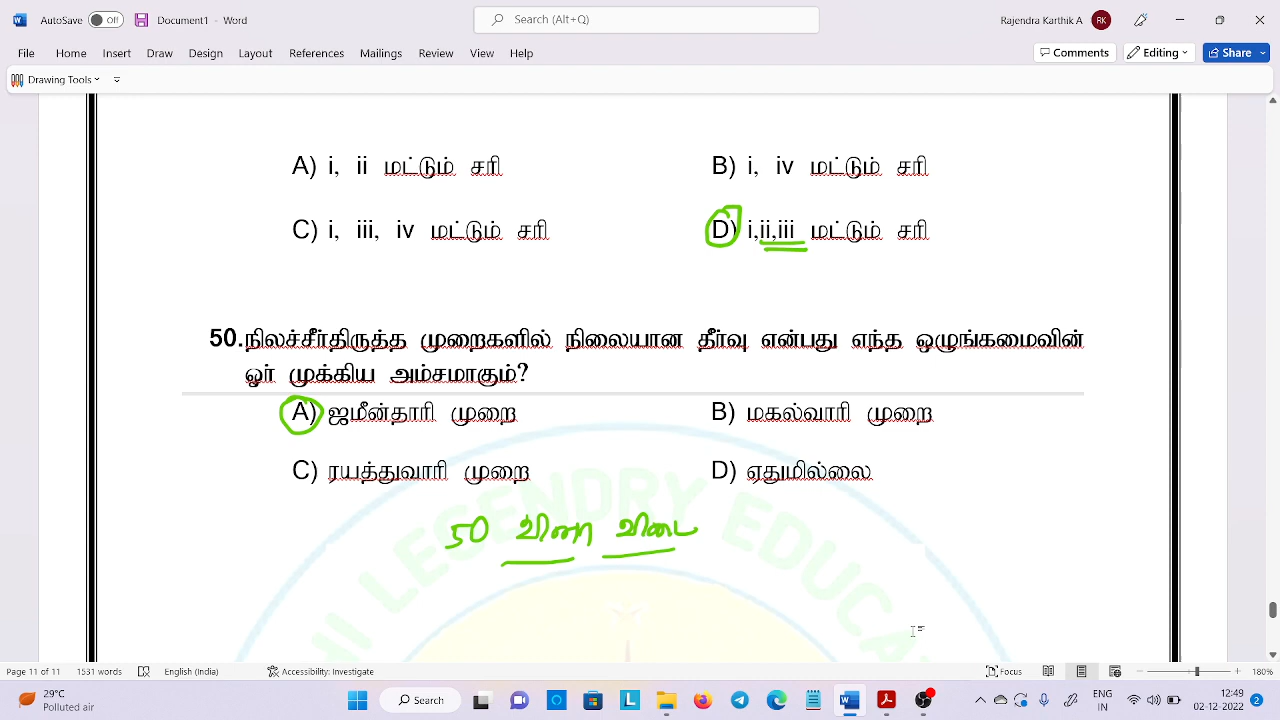 AutoSave Off Document1 - Word Search (Alt+Q) Rajendra Karthik A RK
File Home Insert Draw Design Layout References Mailings Review View Help Comments Editing Share
Drawing Tools
A) i, ii மட்டும் சரி B) i, iv மட்டும் சரி
C) i, iii, iv மட்டும் சரி D) i,ii,iii மட்டும் சரி
50.நிலச்சீர்திருத்த முறைகளில் நிலையான தீர்வு என்பது எந்த ஒழுங்கமைவின்
ஓர் முக்கிய அம்சமாகும்?
A) ஜமீன்தாரி முறை B) மகல்வாரி முறை
C) ரயத்துவாரி முறை D) ஏதுமில்லை
50 வினா விடை
HI LEGENDRY EDUCA
Page 11 of 11 1531 words English (India) Accessibility: Investigate Focus 180%
29°C Search ENG 12:49
Polluted air IN 02-12-2022